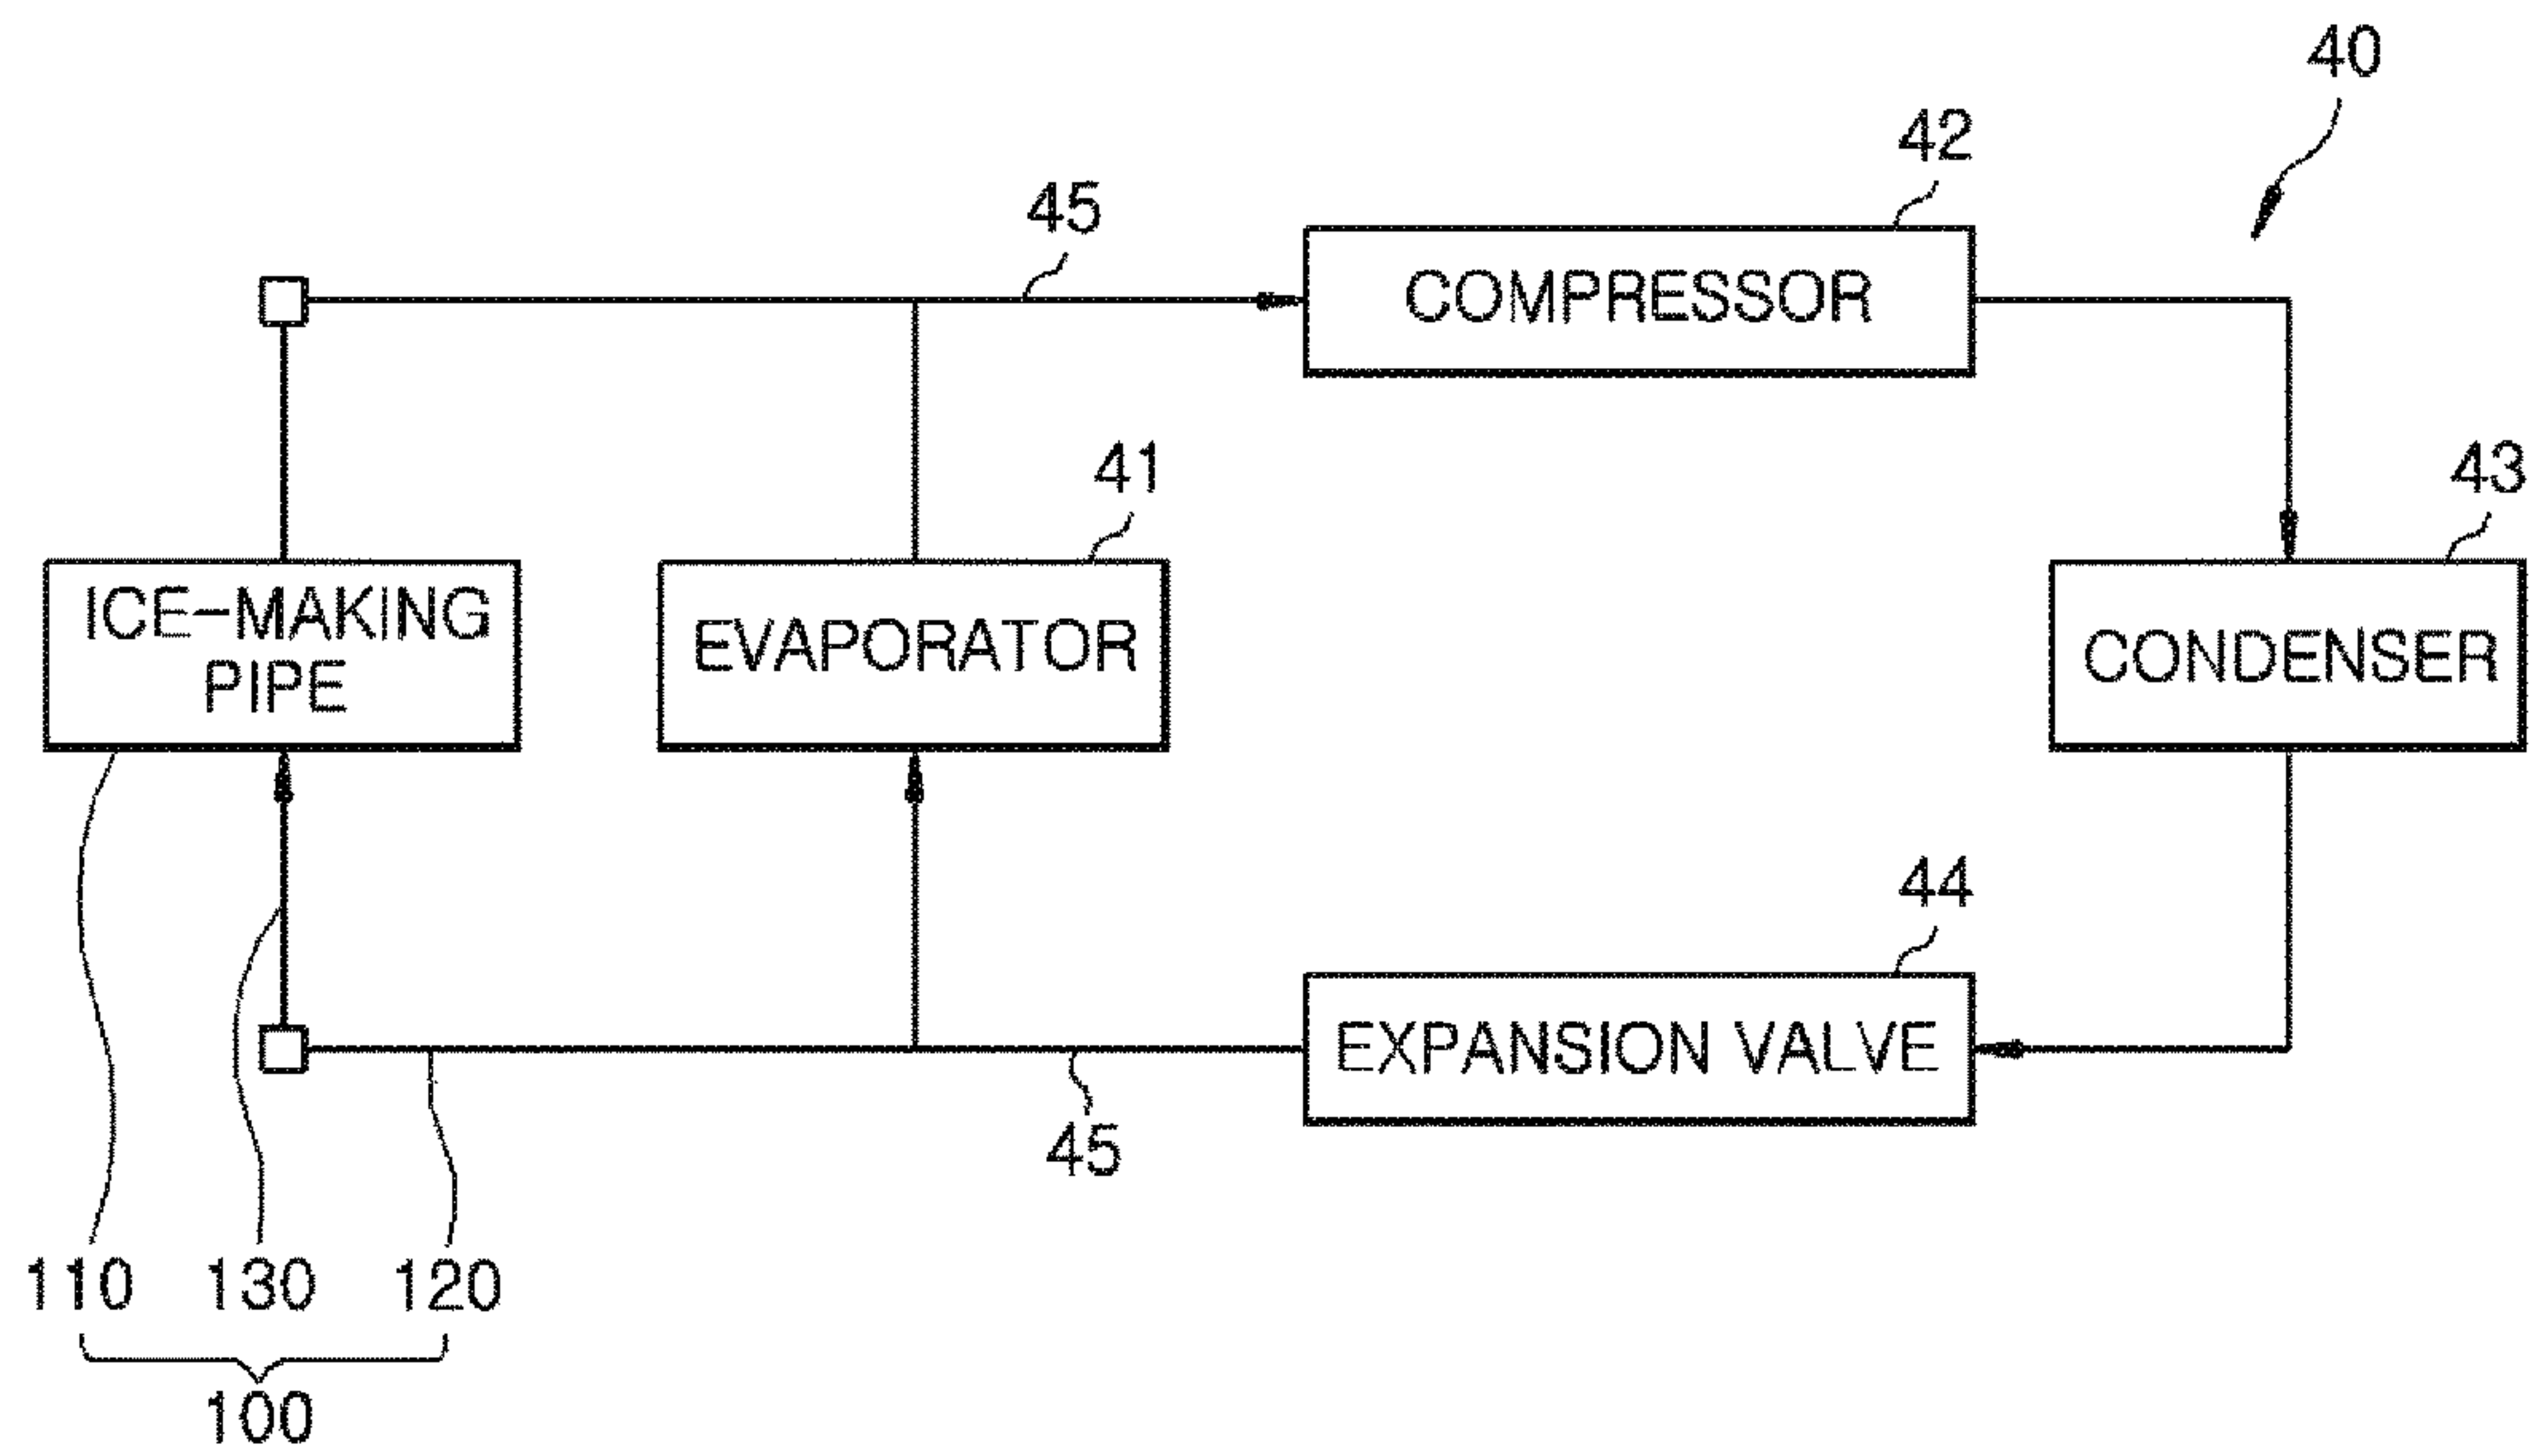 40
42
45
COMPRESSOR
41
43
ICE-MAKING
PIPE
EVAPORATOR
CONDENSER
44
EXPANSION VALVE
45
110 130 120
100